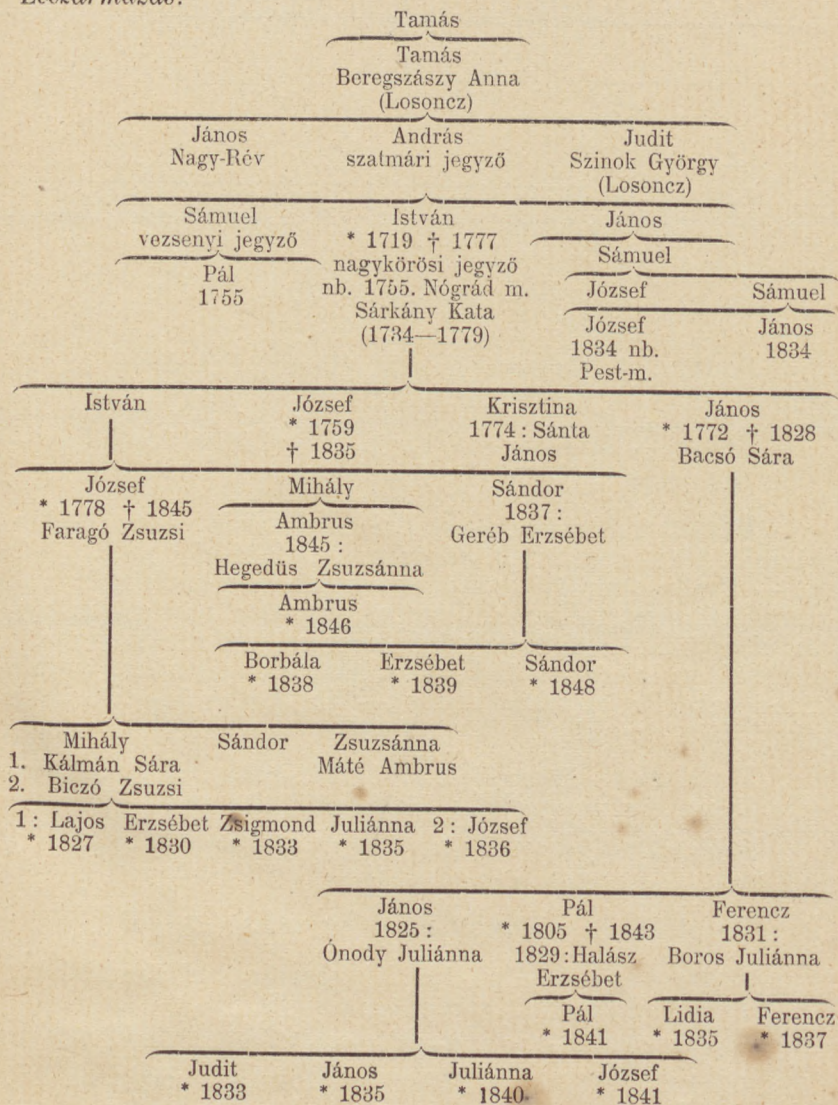 Tamás
Tamás
Beregszászy Anna
(Losoncz)
János András Judit
Nagy-Rév szatmári jegyző Szinok György
(Losoncz)
Sámuel István János
vezsenyi jegyző * 1719 † 1777
Sámuel
Pál nagykőrösi jegyző
1755 nb. 1755. Nógrád m. József Sámuel
Sárkány Kata
(1734—1779) József János
1834 nb. 1834
Pest-m.
István József Krisztina János
* 1759 1774 : Sánta * 1772 † 1828
† 1835 János Bacsó Sára
József Mihály Sándor
* 1778 † 1845 1837 :
Faragó Zsuzsi Ambrus Geréb Erzsébet
1845 :
Hegedüs Zsuzsánna
Ambrus
* 1846
Borbála Erzsébet Sándor
* 1838 * 1839 * 1848
Mihály Sándor Zsuzsánna
1. Kálmán Sára Máté Ambrus
2. Biczó Zsuzsi
1 : Lajos Erzsébet Zsigmond Juliánna 2 : József
* 1827 * 1830 * 1833 * 1835 * 1836
János Pál Ferencz
1825 : * 1805 † 1843 1831 :
Ónody Juliánna 1829 : Halász Boros Juliánna
Erzsébet
Pál Lidia Ferencz
* 1841 * 1835 * 1837
Judit János Juliánna József
* 1833 * 1835 * 1840. * 1841